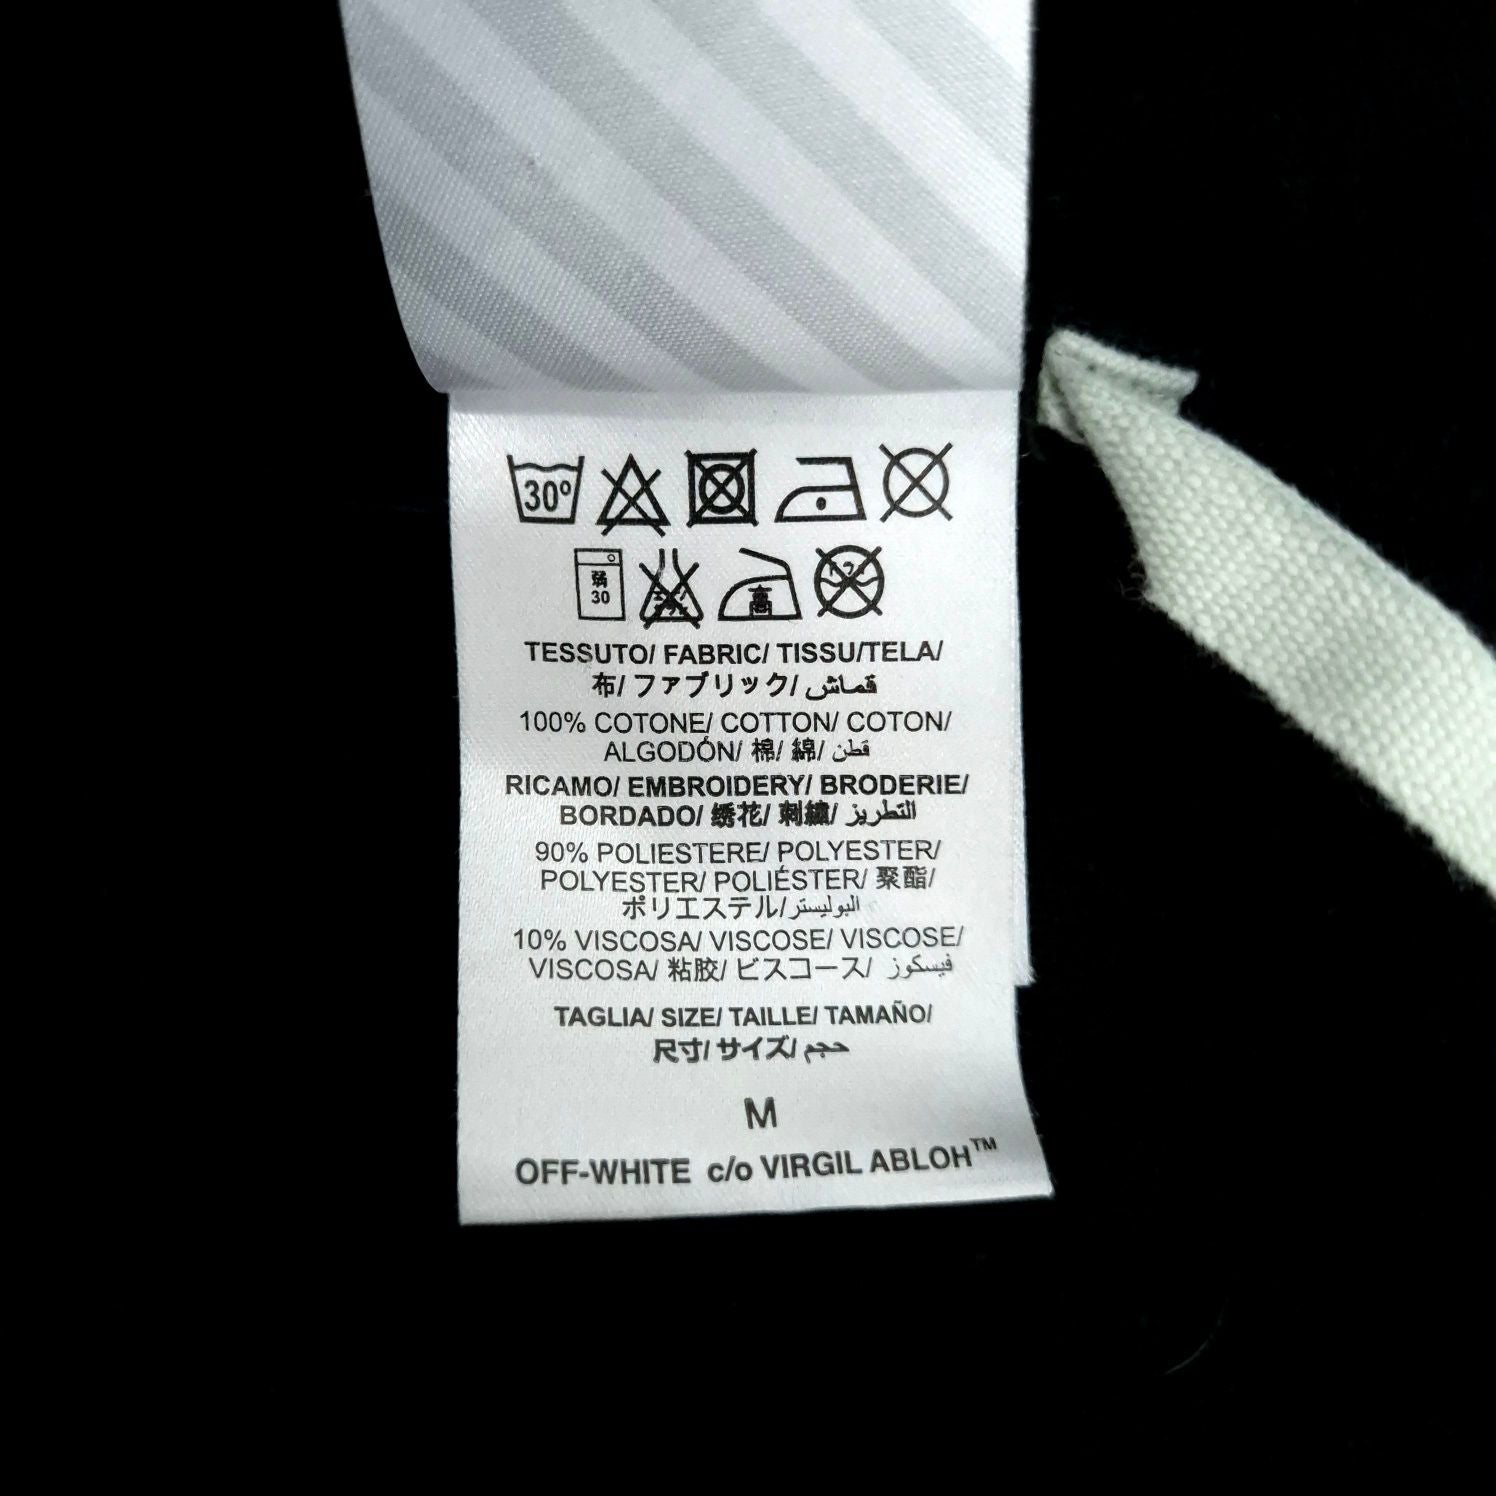 30°
弱
30
高
TESSUTO/ FABRIC/ TISSU/TELA/
布/ ファブリック/ قماش
100% COTONE/ COTTON/ COTON/
ALGODÓN/ 棉/ 綿/ قطن
RICAMO/ EMBROIDERY/ BRODERIE/
BORDADO/ 绣花/ 刺繍/ التطريز
90% POLIESTERE/ POLYESTER/
POLYESTER/ POLIÉSTER/ 聚酯/
ポリエステル/ البوليستر
10% VISCOSA/ VISCOSE/ VISCOSE/
VISCOSA/ 粘胶/ ビスコース/ فيسكوز
TAGLIA/ SIZE/ TAILLE/ TAMAÑO/
尺寸/ サイズ/ حجم
M
OFF-WHITE c/o VIRGIL ABLOH™